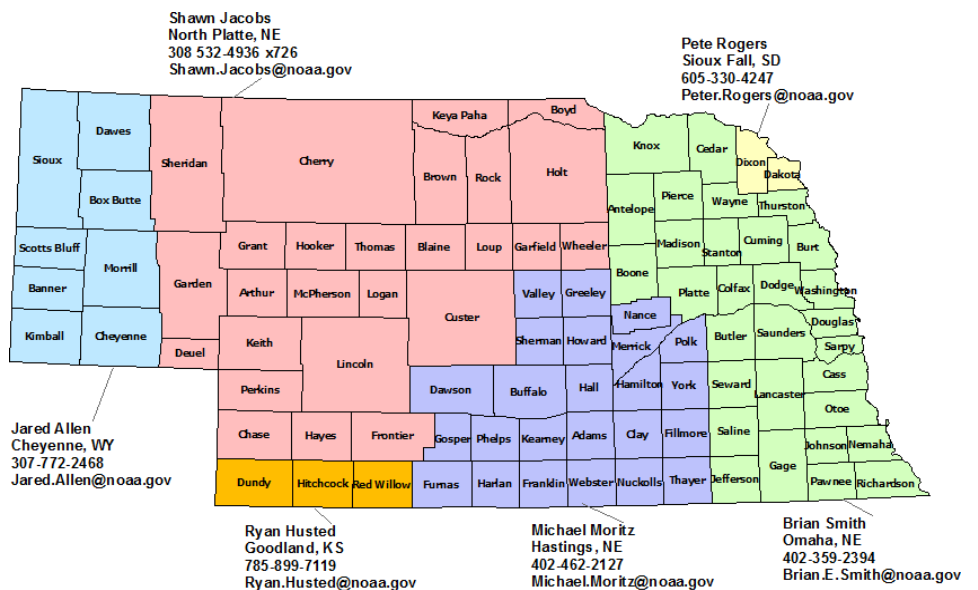 Shawn Jacobs
North Platte, NE
308 532-4936 x726
Shawn.Jacobs@noaa.gov
Pete Rogers
Sioux Fall, SD
605-330-4247
Peter.Rogers@noaa.gov
Sioux
Dawes
Box Butte
Sheridan
Cherry
Keya Paha
Boyd
Brown
Rock
Holt
Knox
Cedar
Dixon
Dakota
Antelope
Pierce
Wayne
Thurston
Scotts Bluff
Morrill
Banner
Kimball
Cheyenne
Garden
Deuel
Grant
Hooker
Thomas
Blaine
Loup
Garfield
Wheeler
Boone
Madison
Stanton
Cuming
Burt
Arthur
McPherson
Logan
Custer
Valley
Greeley
Nance
Platte
Colfax
Dodge
Washington
Keith
Lincoln
Sherman
Howard
Merrick
Polk
Butler
Saunders
Douglas
Sarpy
Perkins
Dawson
Buffalo
Hall
Hamilton
York
Seward
Lancaster
Cass
Otoe
Chase
Hayes
Frontier
Gosper
Phelps
Kearney
Adams
Clay
Fillmore
Saline
Gage
Johnson
Nemaha
Dundy
Hitchcock
Red Willow
Furnas
Harlan
Franklin
Webster
Nuckolls
Thayer
Jefferson
Pawnee
Richardson
Jared Allen
Cheyenne, WY
307-772-2468
Jared.Allen@noaa.gov
Ryan Husted
Goodland, KS
785-899-7119
Ryan.Husted@noaa.gov
Michael Moritz
Hastings, NE
402-462-2127
Michael.Moritz@noaa.gov
Brian Smith
Omaha, NE
402-359-2394
Brian.E.Smith@noaa.gov